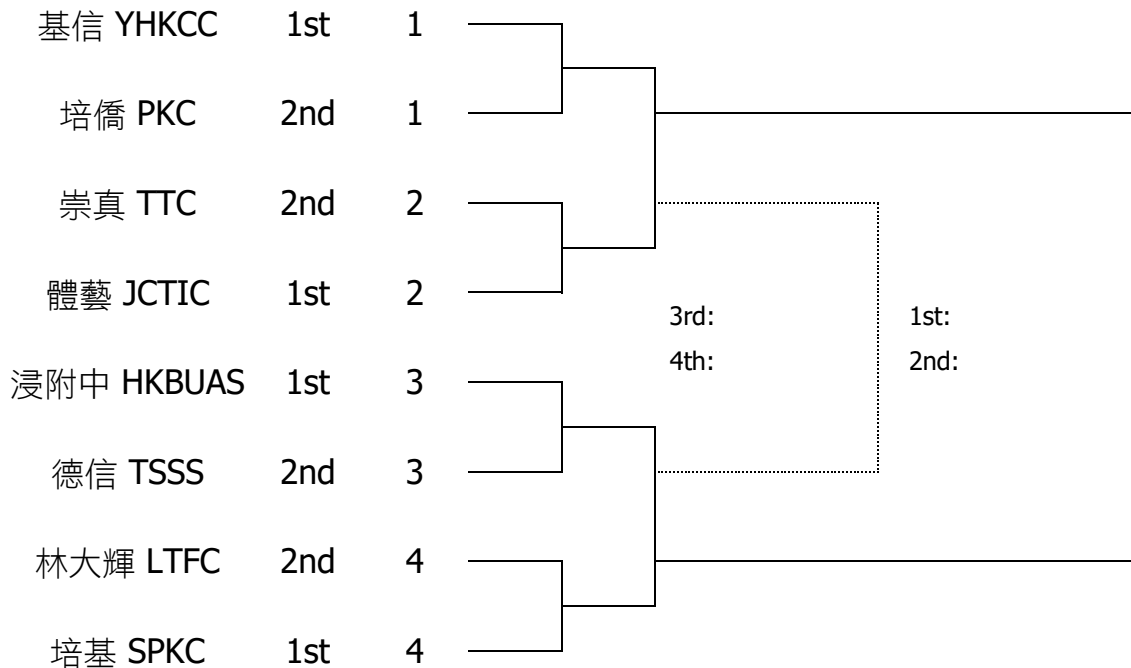 基信 YHKCC 1st 1
培僑 PKC 2nd 1
崇真 TTC 2nd 2
體藝 JCTIC 1st 2
3rd: 1st:
4th: 2nd:
浸附中 HKBUAS 1st 3
德信 TSSS 2nd 3
林大輝 LTFC 2nd 4
培基 SPKC 1st 4